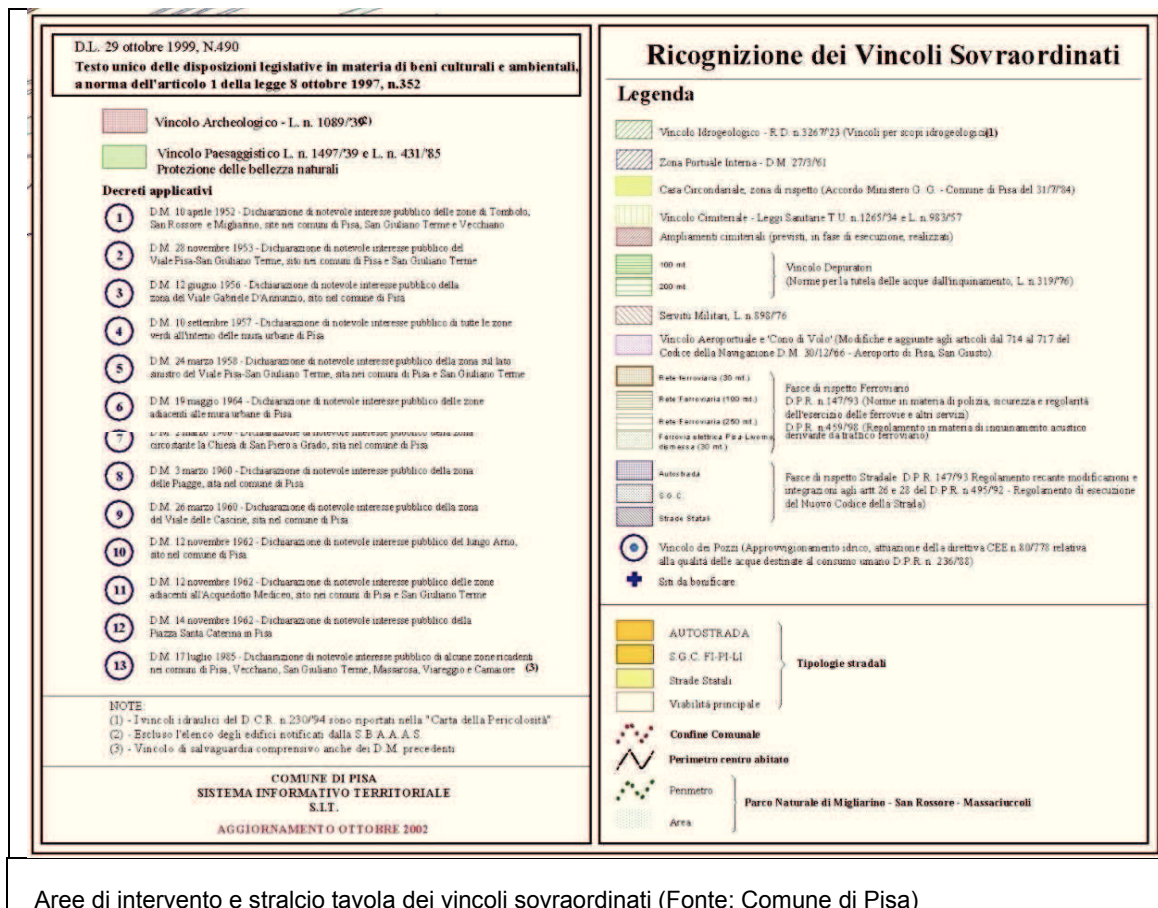 D.L. 29 ottobre 1999, N.490
Testo unico delle disposizioni legislative in materia di beni culturali e ambientali,
a norma dell'articolo 1 della legge 8 ottobre 1997, n.352
Vincolo Archeologico - L. n. 1089/'39(2)
Vincolo Paesaggistico L. n. 1497/'39 e L. n. 431/'85
Protezione delle bellezza naturali
Decreti applicativi
1 D.M. 10 aprile 1952 - Dichiarazione di notevole interesse pubblico delle zone di Tombolo,
San Rossore e Migliarino, site nei comuni di Pisa, San Giuliano Terme e Vecchiano
2 D.M. 28 novembre 1953 - Dichiarazione di notevole interesse pubblico del
Viale Pisa-San Giuliano Terme, sito nei comuni di Pisa e San Giuliano Terme
3 D.M. 12 giugno 1956 - Dichiarazione di notevole interesse pubblico della
zona del Viale Gabriele D'Annunzio, sito nel comune di Pisa
4 D.M. 10 settembre 1957 - Dichiarazione di notevole interesse pubblico di tutte le zone
verdi all'interno delle mura urbane di Pisa
5 D.M. 24 marzo 1958 - Dichiarazione di notevole interesse pubblico della zona sul lato
sinistro del Viale Pisa-San Giuliano Terme, sita nei comuni di Pisa e San Giuliano Terme
6 D.M. 19 maggio 1964 - Dichiarazione di notevole interesse pubblico delle zone
adiacenti alle mura urbane di Pisa
7 D.M. 2 marzo 1960 - Dichiarazione di notevole interesse pubblico della zona
circostante la Chiesa di San Piero a Grado, sita nel comune di Pisa
8 D.M. 3 marzo 1960 - Dichiarazione di notevole interesse pubblico della zona
delle Piagge, sita nel comune di Pisa
9 D.M. 26 marzo 1960 - Dichiarazione di notevole interesse pubblico della zona
del Viale delle Cascine, sita nel comune di Pisa
10 D.M. 12 novembre 1962 - Dichiarazione di notevole interesse pubblico del lungo Arno,
sito nel comune di Pisa
11 D.M. 12 novembre 1962 - Dichiarazione di notevole interesse pubblico delle zone
adiacenti all'Acquedotto Mediceo, sito nei comuni di Pisa e San Giuliano Terme
12 D.M. 14 novembre 1962 - Dichiarazione di notevole interesse pubblico della
Piazza Santa Caterina in Pisa
13 D.M. 17 luglio 1985 - Dichiarazione di notevole interesse pubblico di alcune zone ricadenti
nei comuni di Pisa, Vecchiano, San Giuliano Terme, Massarosa, Viareggio e Camaiore (3)
NOTE:
(1) - I vincoli idraulici del D.C.R. n.230/'94 sono riportati nella "Carta della Pericolosità"
(2) - Escluso l'elenco degli edifici notificati dalla S.B.A.A.A.S.
(3) - Vincolo di salvaguardia comprensivo anche dei D.M. precedenti
COMUNE DI PISA
SISTEMA INFORMATIVO TERRITORIALE
S.I.T.
AGGIORNAMENTO OTTOBRE 2002
Ricognizione dei Vincoli Sovraordinati
Legenda
Vincolo Idrogeologico - R.D. n.3267/'23 (Vincoli per scopi idrogeologici)(1)
Zona Portuale Interna - D.M. 27/3/61
Casa Circondariale, zona di rispetto (Accordo Ministero G. G. - Comune di Pisa del 31/7/84)
Vincolo Cimiteriale - Leggi Sanitarie T.U. n.1265/34 e L. n.983/57
Ampliamenti cimiteriali (previsti, in fase di esecuzione, realizzati)
100 mt.
200 mt.
Vincolo Depuratori
(Norme per la tutela delle acque dall'inquinamento, L. n.319/'76)
Servitù Militari, L. n.898/'76
Vincolo Aeroportuale e 'Cono di Volo' (Modifiche e aggiunte agli articoli dal 714 al 717 del
Codice della Navigazione D.M. 30/12/'66 - Aeroporto di Pisa, San Giusto)
Rete ferroviaria (30 mt.)
Rete Ferroviaria (100 mt.)
Rete Ferroviaria (250 mt.)
Ferrovia elettrica Pisa-Livorno,
dismessa (30 mt.)
Fasce di rispetto Ferroviario
D.P.R. n.147/93 (Norme in materia di polizia, sicurezza e regolarità
dell'esercizio delle ferrovie e altri servizi)
D.P.R. n.459/98 (Regolamento in materia di inquinamento acustico
derivante da traffico ferroviario)
Autostrada
S.G.C.
Strade Statali
Fasce di rispetto Stradale D.P.R. 147/93 Regolamento recante modificazioni e
integrazioni agli artt.26 e 28 del D.P.R. n.495/92 - Regolamento di esecuzione
del Nuovo Codice della Strada)
Vincolo dei Pozzi (Approvvigionamento idrico, attuazione della direttiva CEE n.80/778 relativa
alla qualità delle acque destinate al consumo umano D.P.R. n. 236/'88)
Siti da bonificare
AUTOSTRADA
S.G.C. FI-PI-LI
Strade Statali
Viabilità principale
Tipologie stradali
Confine Comunale
Perimetro centro abitato
Perimetro
Area
Parco Naturale di Migliarino - San Rossore - Massaciuccoli
Aree di intervento e stralcio tavola dei vincoli sovraordinati (Fonte: Comune di Pisa)